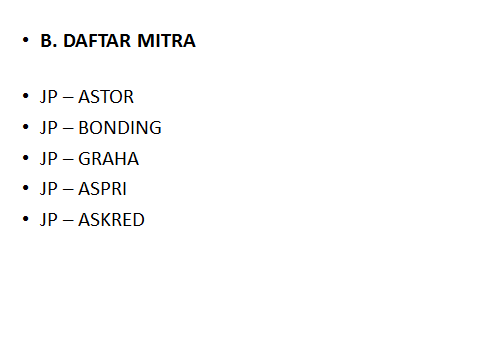 • B. DAFTAR MITRA
• JP – ASTOR
• JP – BONDING
• JP – GRAHA
• JP – ASPRI
• JP – ASKRED